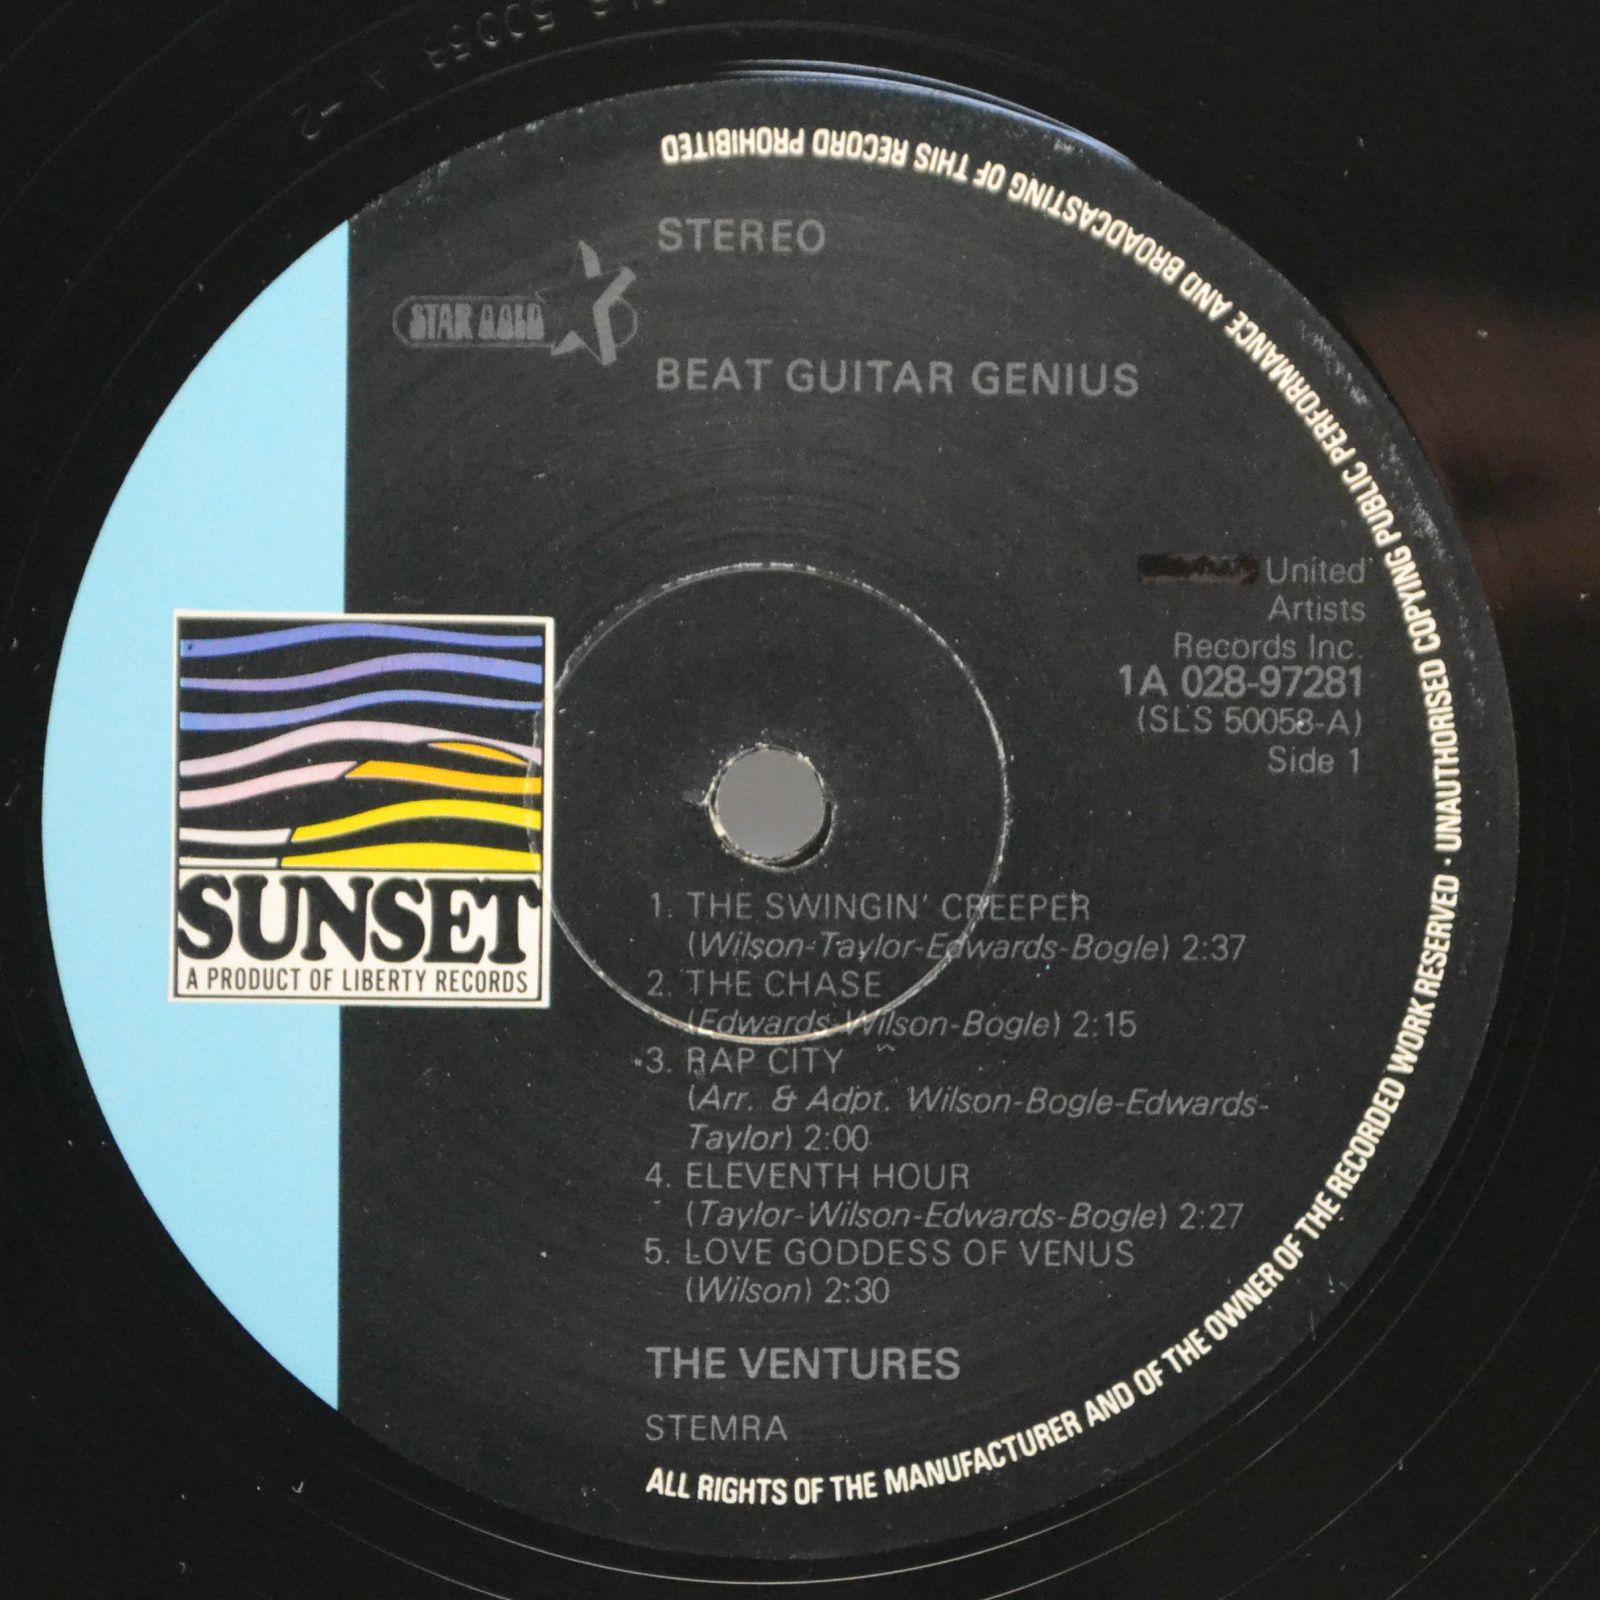 STEREO
STAR GOLD
BEAT GUITAR GENIUS
United
Artists
Records Inc.
1A 028-97281
(SLS 50058-A)
Side 1
SUNSET
A PRODUCT OF LIBERTY RECORDS
1. THE SWINGIN' CREEPER
(Wilson-Taylor-Edwards-Bogle) 2:37
2. THE CHASE
(Edwards-Wilson-Bogle) 2:15
3. RAP CITY
(Arr. & Adpt. Wilson-Bogle-Edwards-
Taylor) 2:00
4. ELEVENTH HOUR
(Taylor-Wilson-Edwards-Bogle) 2:27
5. LOVE GODDESS OF VENUS
(Wilson) 2:30
THE VENTURES
STEMRA
ALL RIGHTS OF THE MANUFACTURER AND OF THE OWNER OF THE RECORDED WORK RESERVED · UNAUTHORISED COPYING PUBLIC PERFORMANCE AND BROADCASTING OF THIS RECORD PROHIBITED